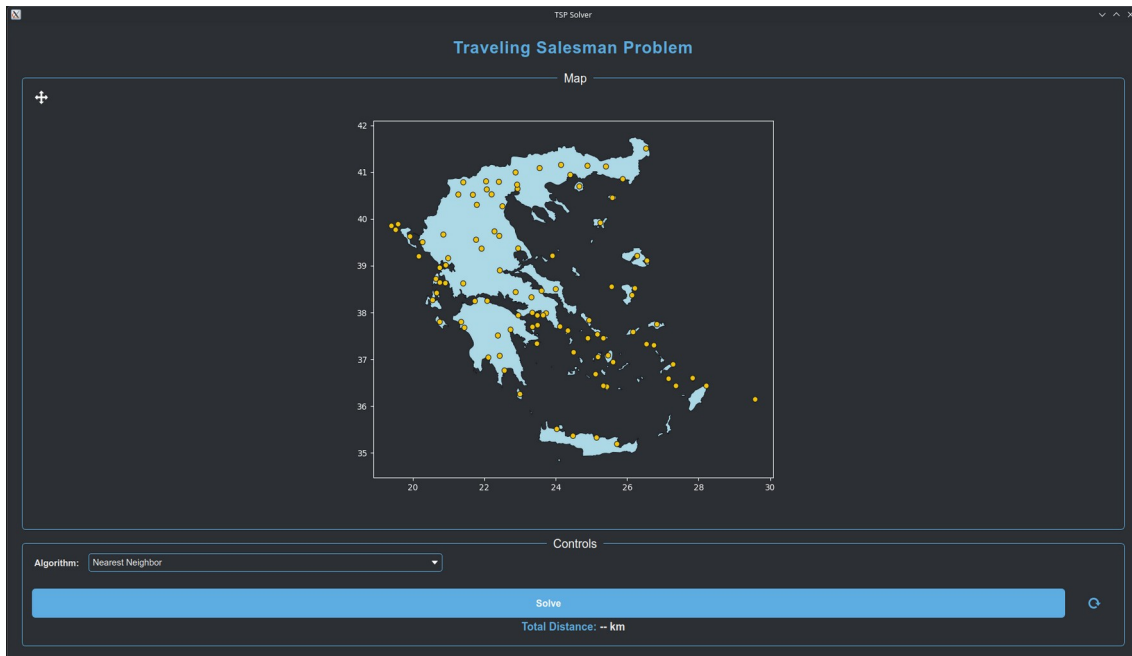 TSP Solver
Traveling Salesman Problem
Map
42
41
40
39
38
37
36
35
20 22 24 26 28 30
Controls
Algorithm: Nearest Neighbor
Solve
Total Distance: -- km